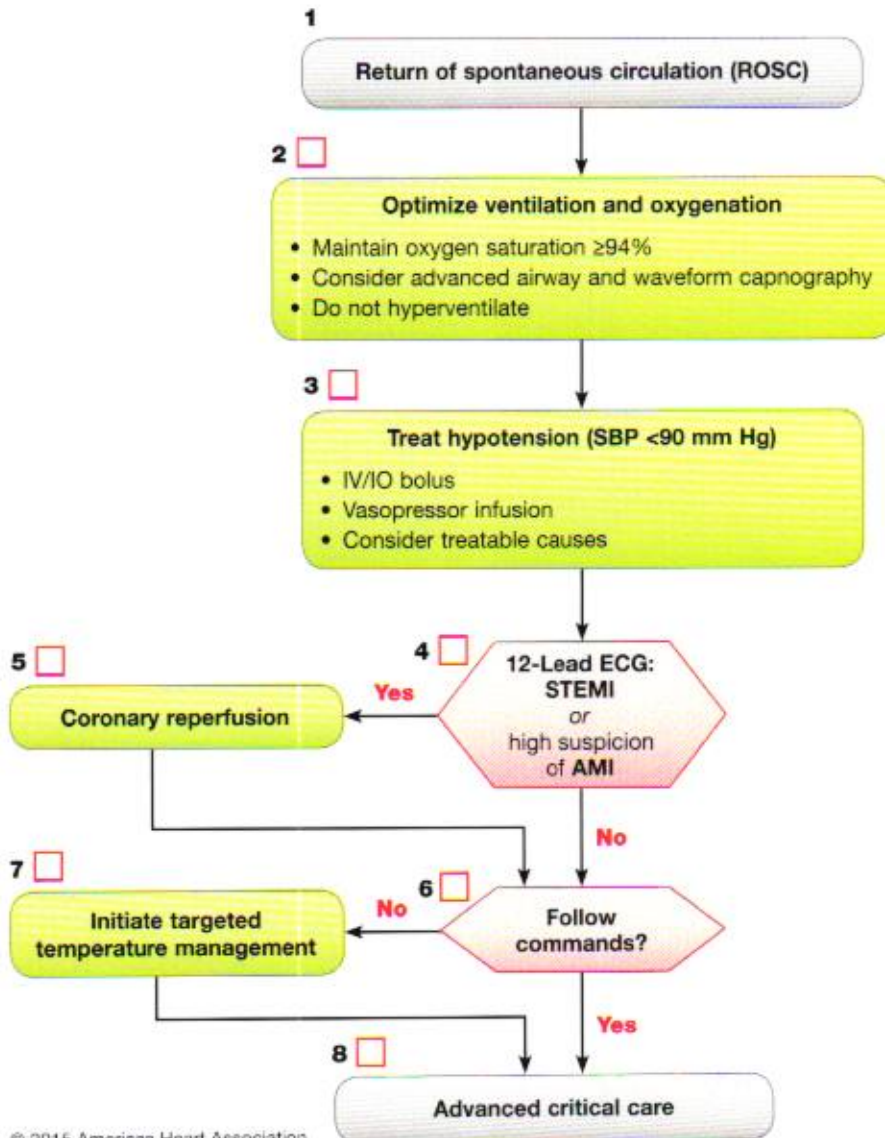 1
Return of spontaneous circulation (ROSC)
2
Optimize ventilation and oxygenation
• Maintain oxygen saturation ≥94%
• Consider advanced airway and waveform capnography
• Do not hyperventilate
3
Treat hypotension (SBP <90 mm Hg)
• IV/IO bolus
• Vasopressor infusion
• Consider treatable causes
4
12-Lead ECG:
STEMI
or
high suspicion
of AMI
Yes
5
Coronary reperfusion
No
6
Follow
commands?
No
7
Initiate targeted
temperature management
Yes
8
Advanced critical care
© 2015 American Heart Association